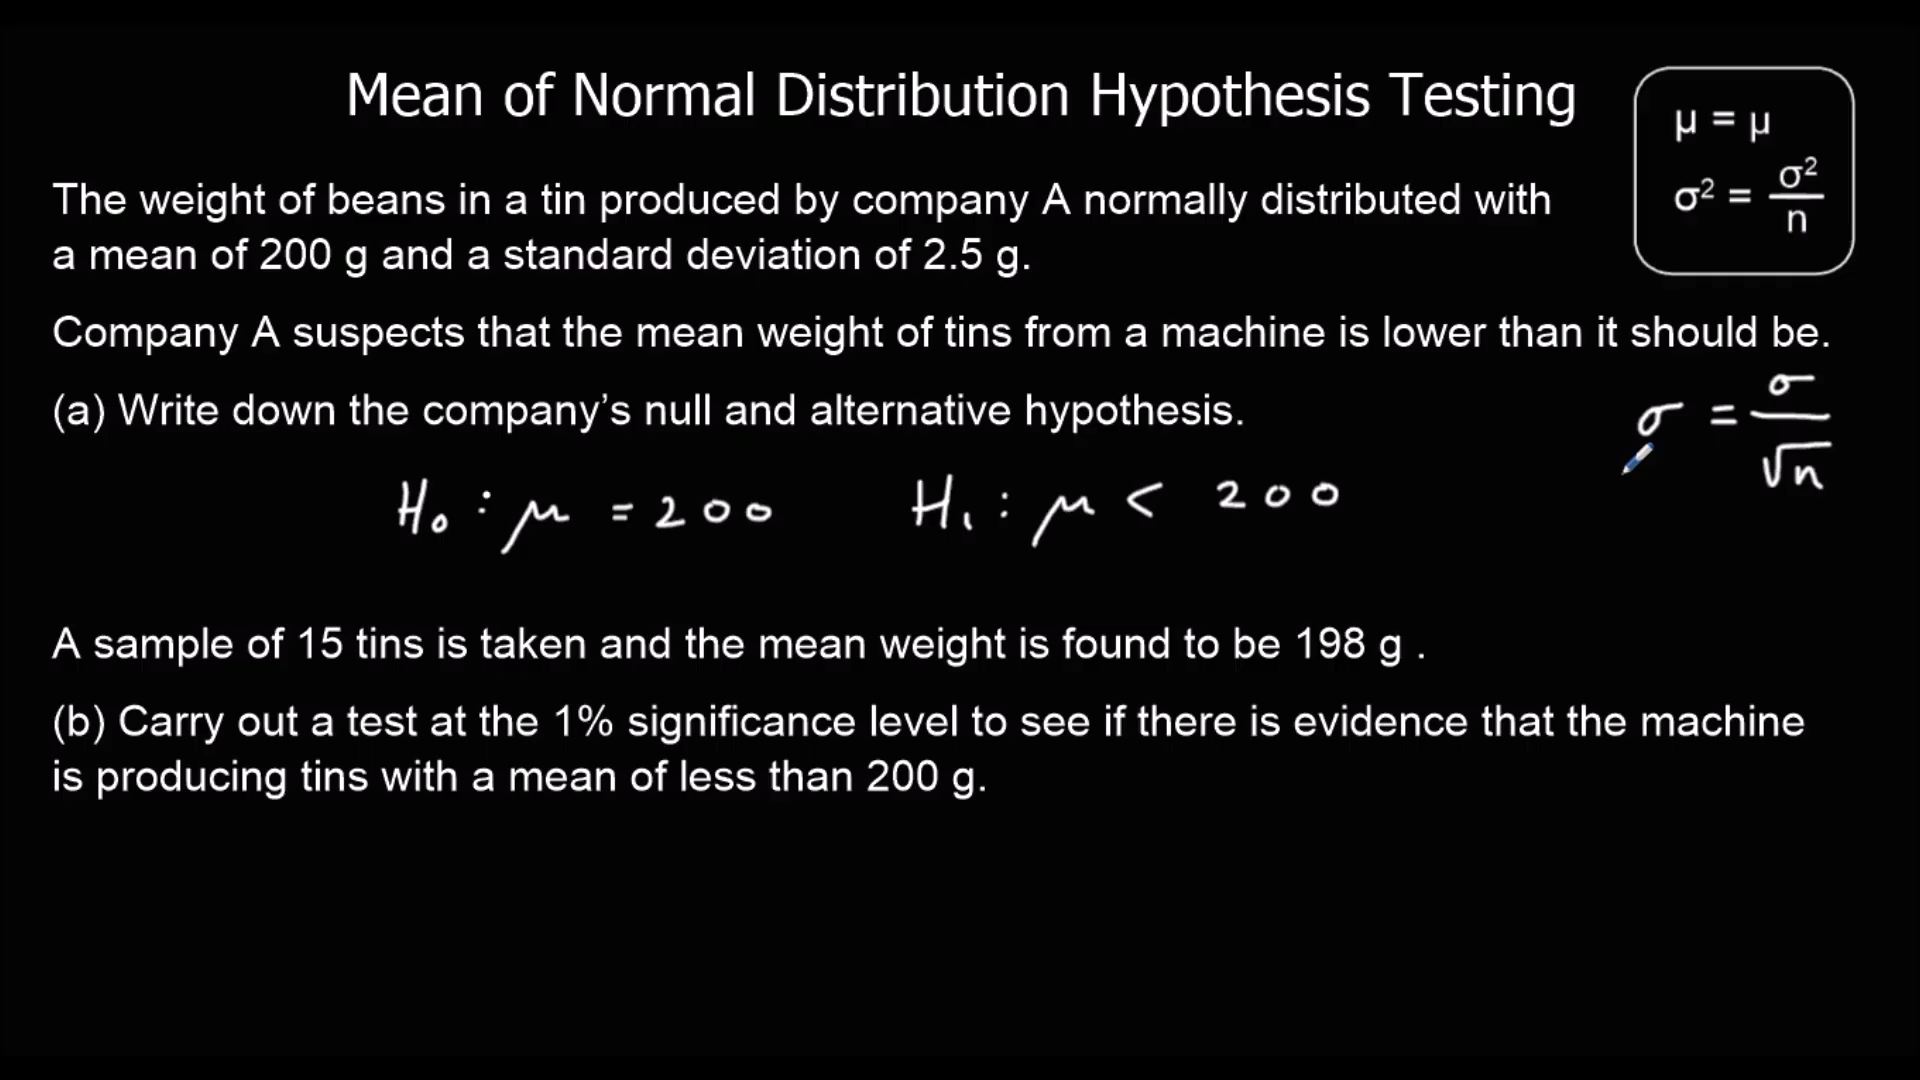 Mean of Normal Distribution Hypothesis Testing
μ = μ
σ² = σ²/n
The weight of beans in a tin produced by company A normally distributed with
a mean of 200 g and a standard deviation of 2.5 g.
Company A suspects that the mean weight of tins from a machine is lower than it should be.
(a) Write down the company’s null and alternative hypothesis.
σ = σ/√n
H₀ : μ = 200 H₁ : μ < 200
A sample of 15 tins is taken and the mean weight is found to be 198 g .
(b) Carry out a test at the 1% significance level to see if there is evidence that the machine
is producing tins with a mean of less than 200 g.